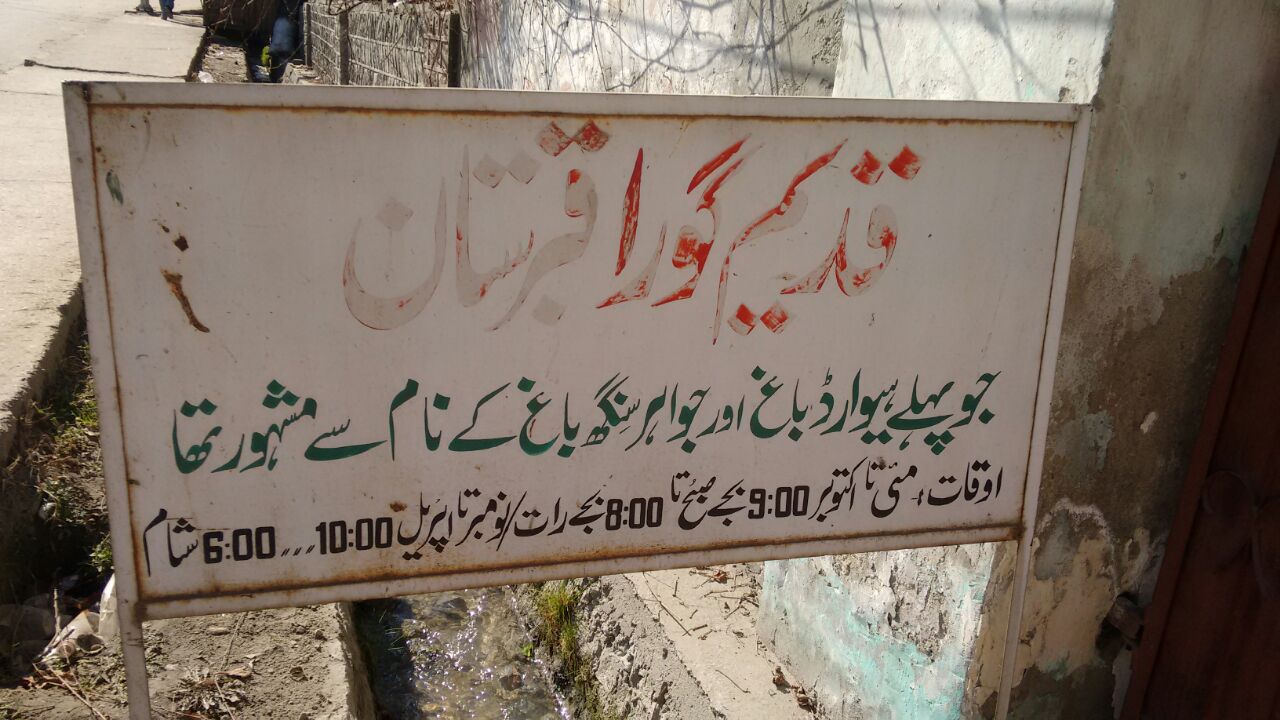 قدیم گورا قبرستان
جو پہلے ہیوارڈ باغ اور جواہر سنگھ باغ کے نام سے مشہور تھا
اوقات، مئی تا اکتوبر 9:00 بجے صبح تا 8:00 بجے رات/نومبر تا اپریل 10:00 ،،، 6:00 شام